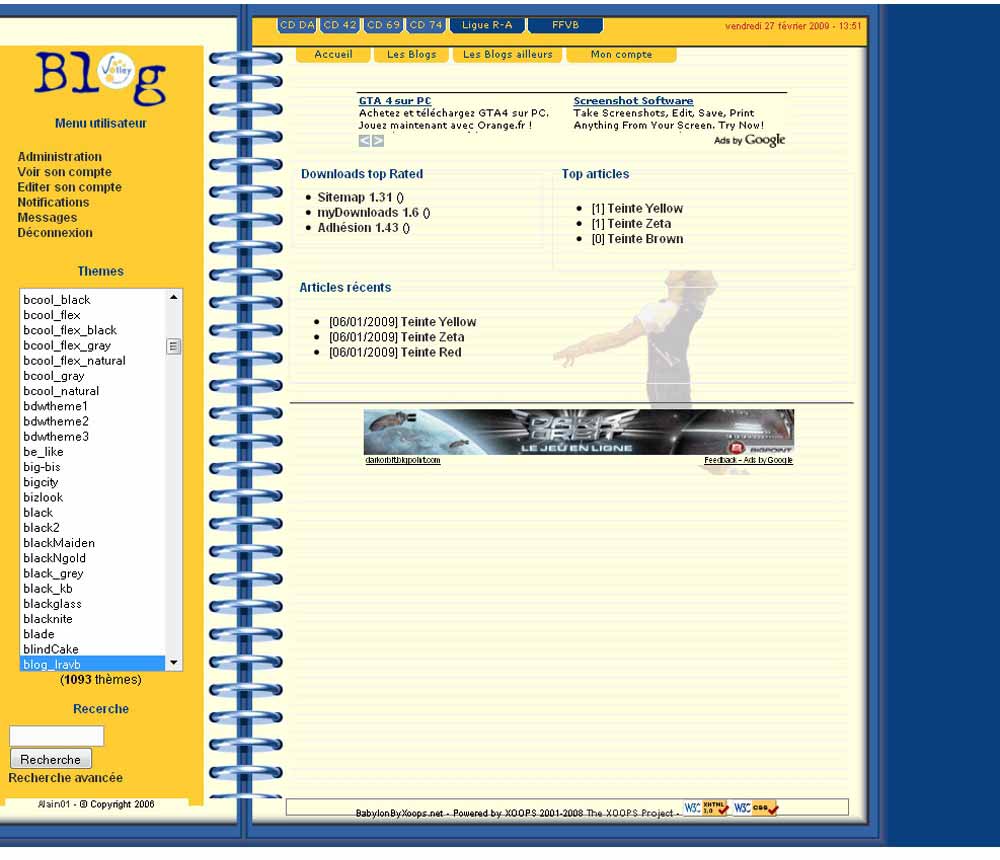 CD DA CD 42 CD 69 CD 74 Ligue R-A FFVB
vendredi 27 février 2009 - 13:51
Accueil Les Blogs Les Blogs ailleurs Mon compte
Blog
Volley
Menu utilisateur
Administration
Voir son compte
Editer son compte
Notifications
Messages
Déconnexion
Themes
bcool_black
bcool_flex
bcool_flex_black
bcool_flex_gray
bcool_flex_natural
bcool_gray
bcool_natural
bdwtheme1
bdwtheme2
bdwtheme3
be_like
big-bis
bigcity
bizlook
black
black2
blackMaiden
blackNgold
black_grey
black_kb
blackglass
blacknite
blade
blindCake
blog_lravb
(1093 thèmes)
Recerche
Recherche
Recherche avancée
Alain01 - © Copyright 2006
GTA 4 sur PC
Achetez et téléchargez GTA4 sur PC.
Jouez maintenant avec Orange.fr !
Screenshot Software
Take Screenshots, Edit, Save, Print
Anything From Your Screen. Try Now!
Ads by Google
Downloads top Rated
Sitemap 1.31 ()
myDownloads 1.6 ()
Adhésion 1.43 ()
Top articles
[1] Teinte Yellow
[1] Teinte Zeta
[0] Teinte Brown
Articles récents
[06/01/2009] Teinte Yellow
[06/01/2009] Teinte Zeta
[06/01/2009] Teinte Red
DARK
ORBIT
LE JEU EN LIGNE
BIGPOINT
darkorbit.bigpoint.com
Feedback - Ads by Google
BabylonByXoops.net - Powered by XOOPS 2001-2008 The XOOPS Project -
W3C XHTML 1.0 W3C CSS